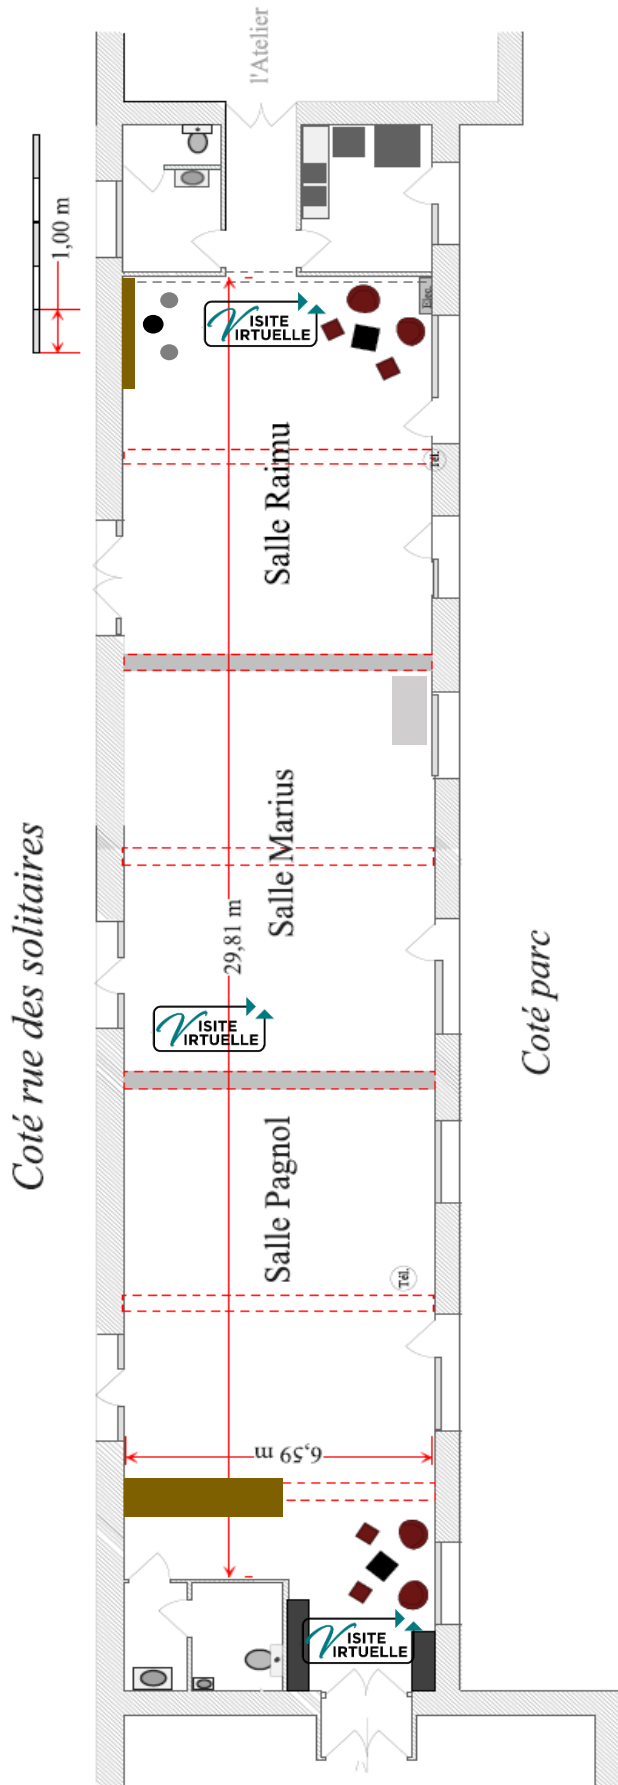 l'Atelier
1,00 m
Elec.
VISITE
VIRTUELLE
Salle Raimu
Tél.
Salle Marius
29,81 m
Coté rue des solitaires
Coté parc
VISITE
VIRTUELLE
Salle Pagnol
Tél.
6,59 m
VISITE
VIRTUELLE